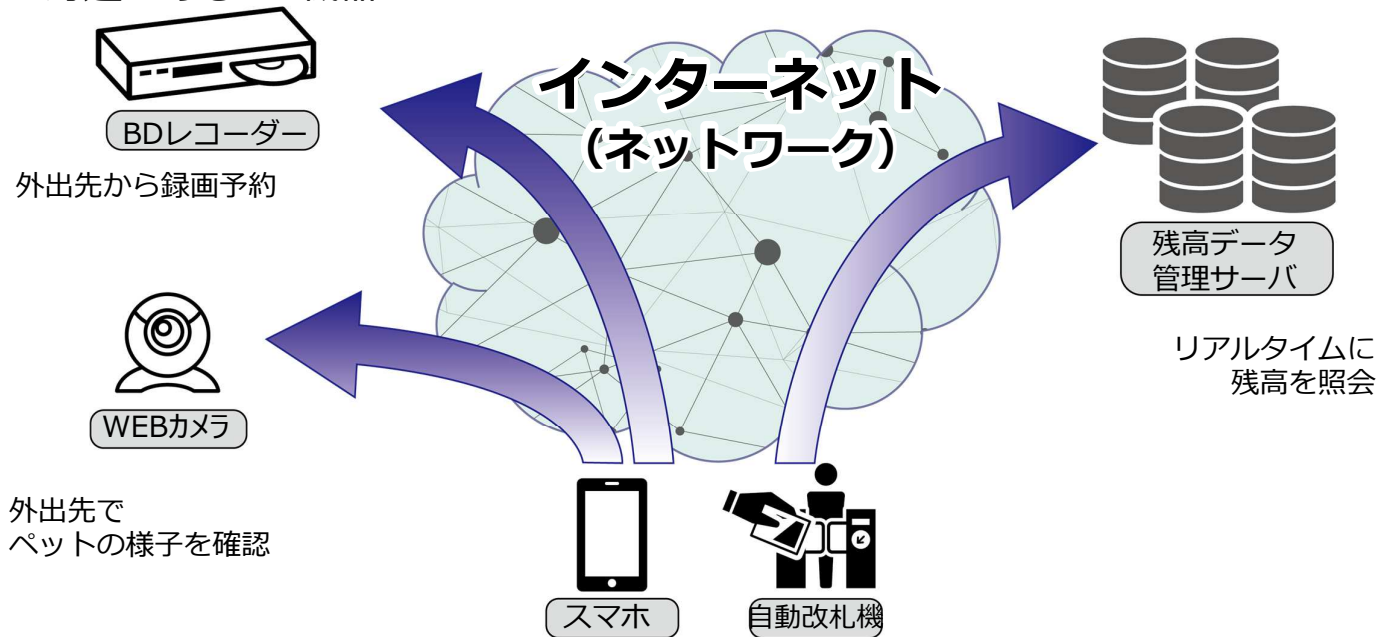 インターネット
(ネットワーク)
BDレコーダー
外出先から録画予約
残高データ
管理サーバ
リアルタイムに
残高を照会
WEBカメラ
外出先で
ペットの様子を確認
スマホ
自動改札機